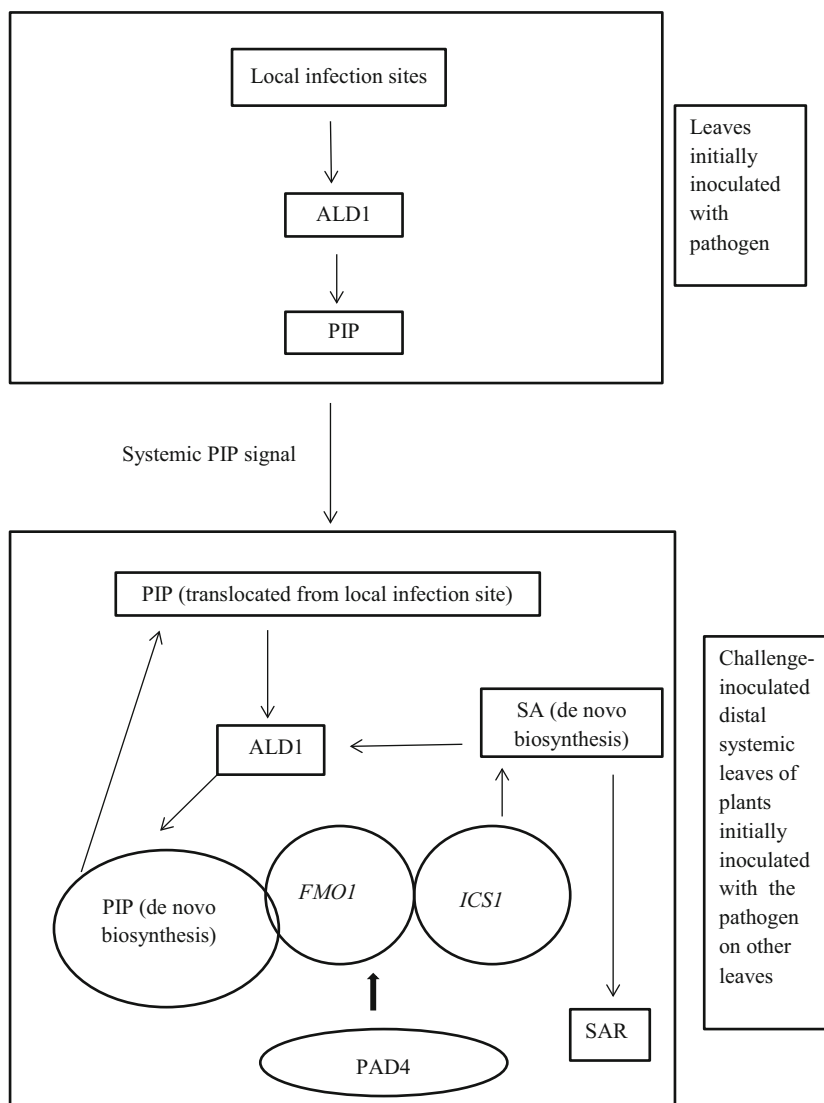 Local infection sites
ALD1
PIP
Leaves
initially
inoculated
with
pathogen
Systemic PIP signal
PIP (translocated from local infection site)
ALD1
SA (de novo
biosynthesis)
PIP (de novo
biosynthesis)
FMO1
ICS1
PAD4
SAR
Challenge-
inoculated
distal
systemic
leaves of
plants
initially
inoculated
with the
pathogen
on other
leaves